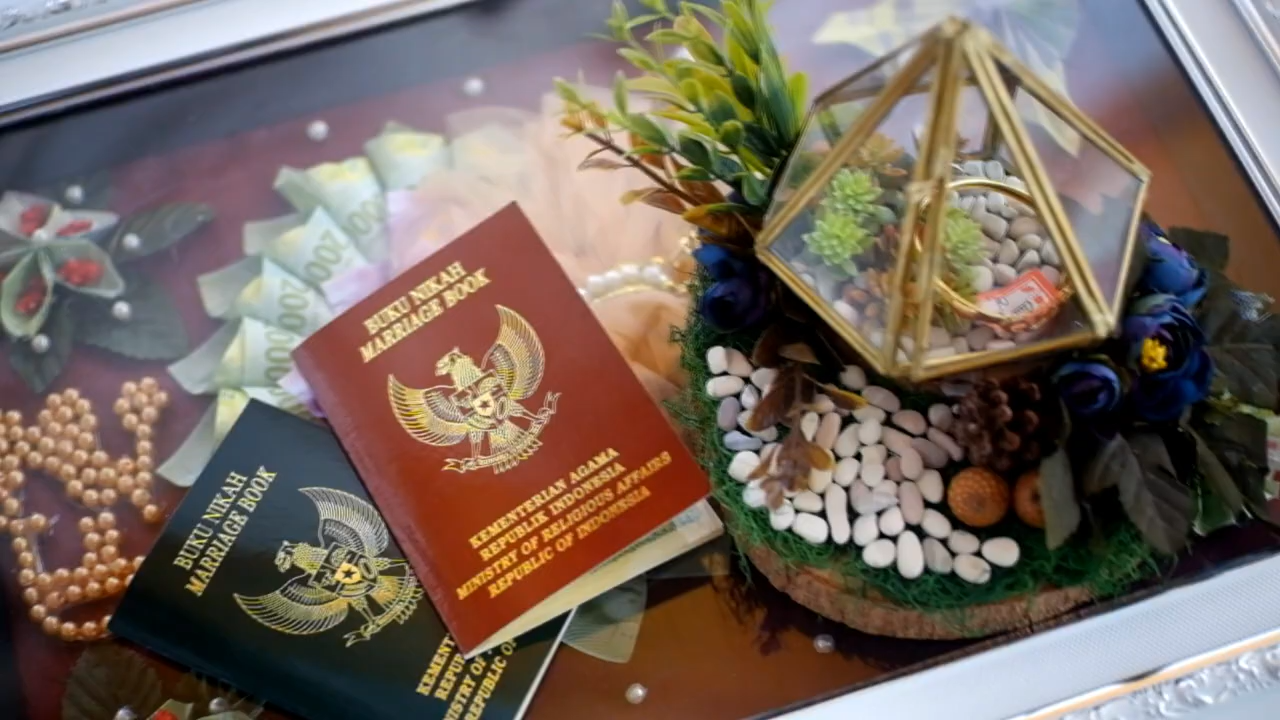 BUKU NIKAH
MARRIAGE BOOK
KEMENTERIAN AGAMA
REPUBLIK INDONESIA
MINISTRY OF RELIGIOUS AFFAIRS
REPUBLIC OF INDONESIA
BUKU NIKAH
MARRIAGE BOOK